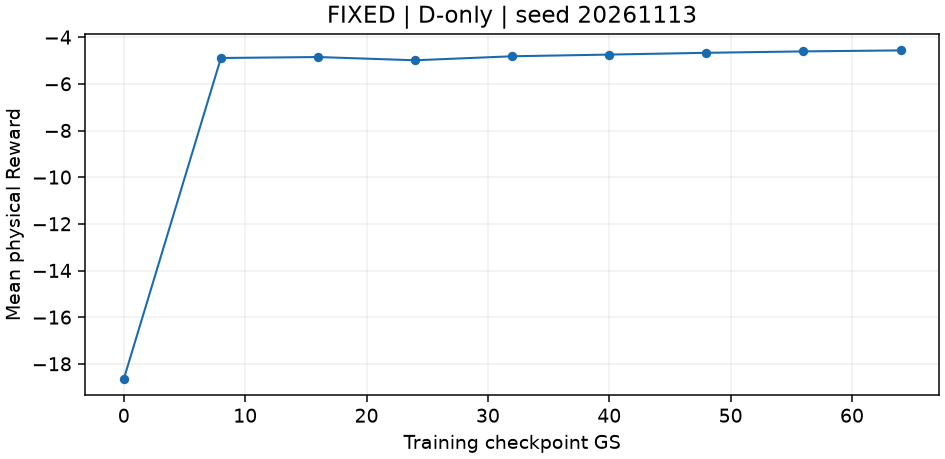 FIXED | D-only | seed 20261113
Mean physical Reward
−4
−6
−8
−10
−12
−14
−16
−18
0 10 20 30 40 50 60
Training checkpoint GS